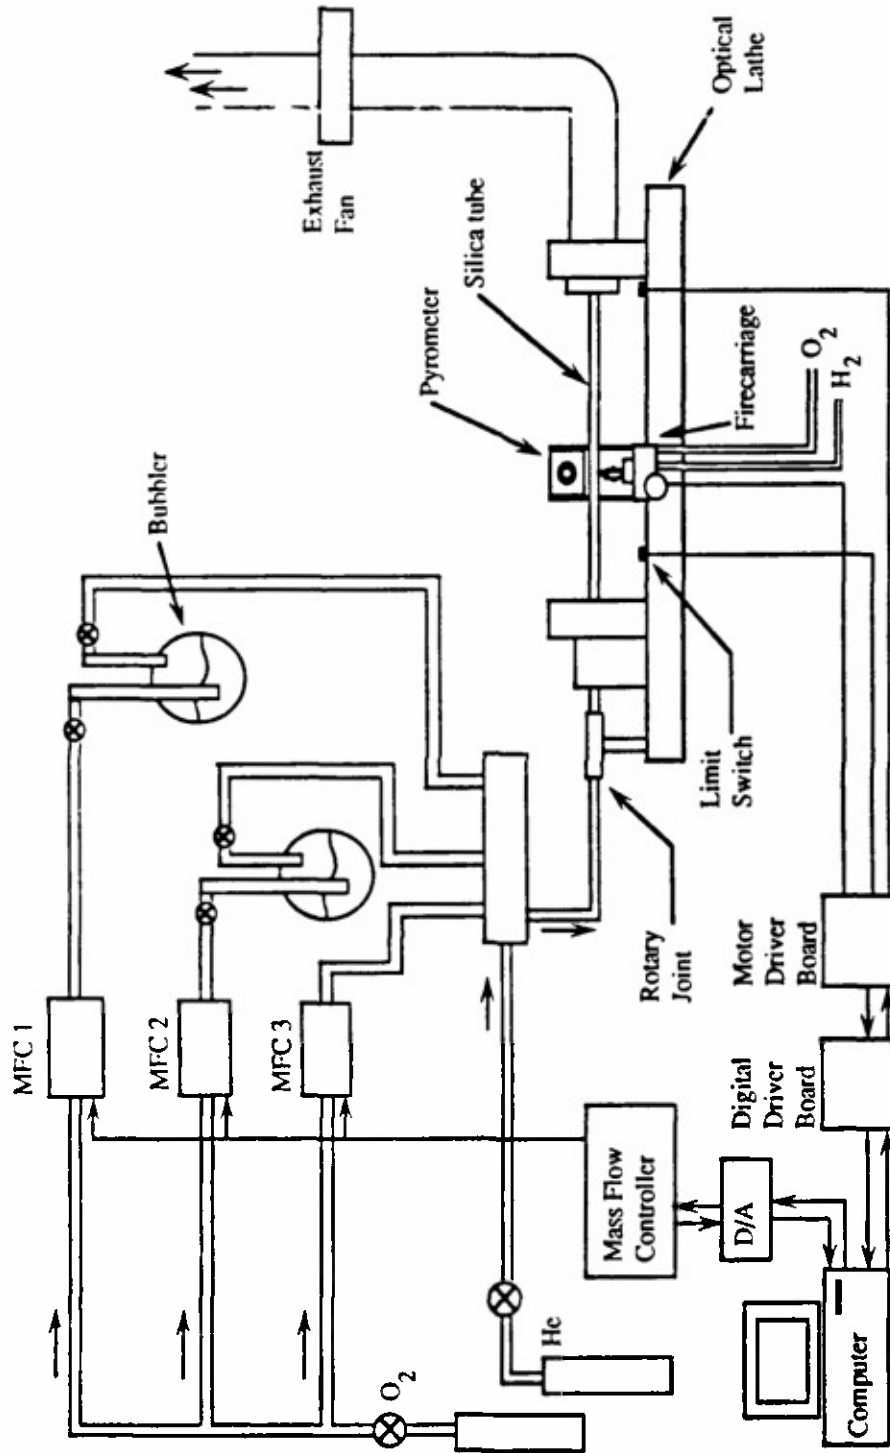 MFC 1
MFC 2
MFC 3
Bubbler
Exhaust
Fan
Pyrometer
Silica tube
Optical
Lathe
O2
He
Mass Flow
Controller
D/A
Computer
Digital
Driver
Board
Motor
Driver
Board
Rotary
Joint
Limit
Switch
Firecarriage
O2
H2